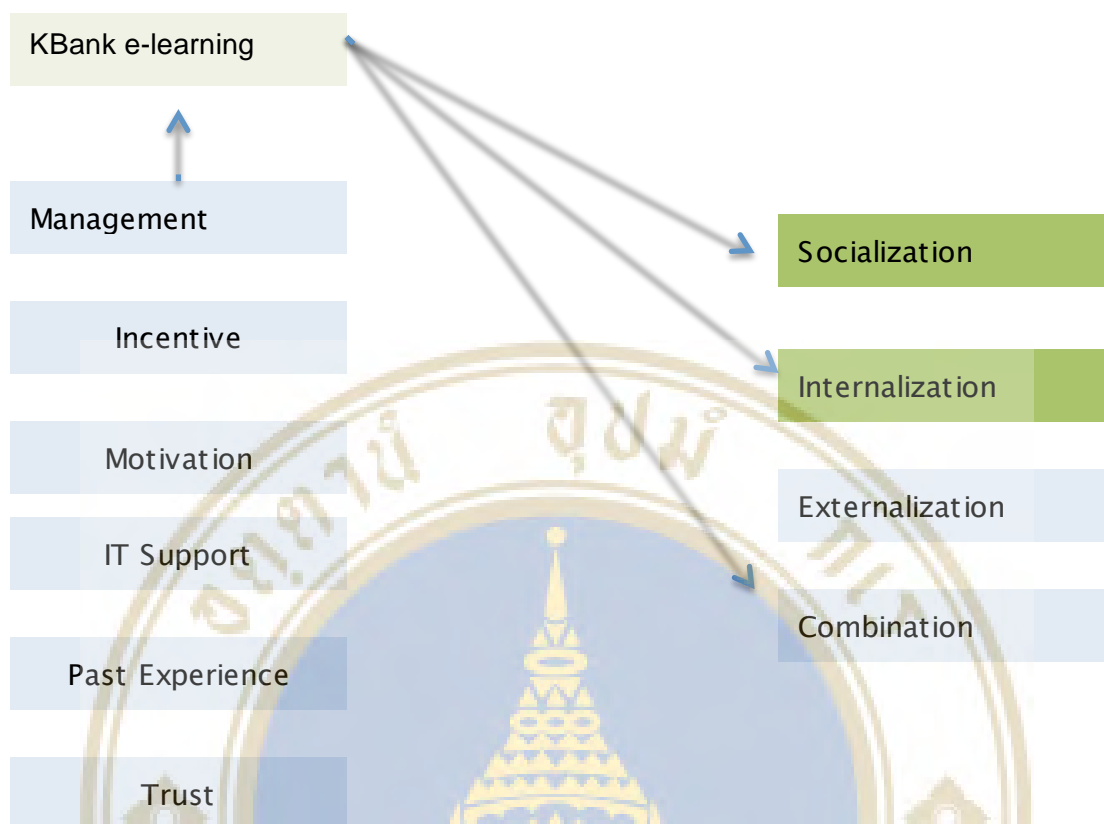 KBank e-learning
Management
Incentive
Motivation
IT Support
Past Experience
Trust
Socialization
Internalization
Externalization
Combination